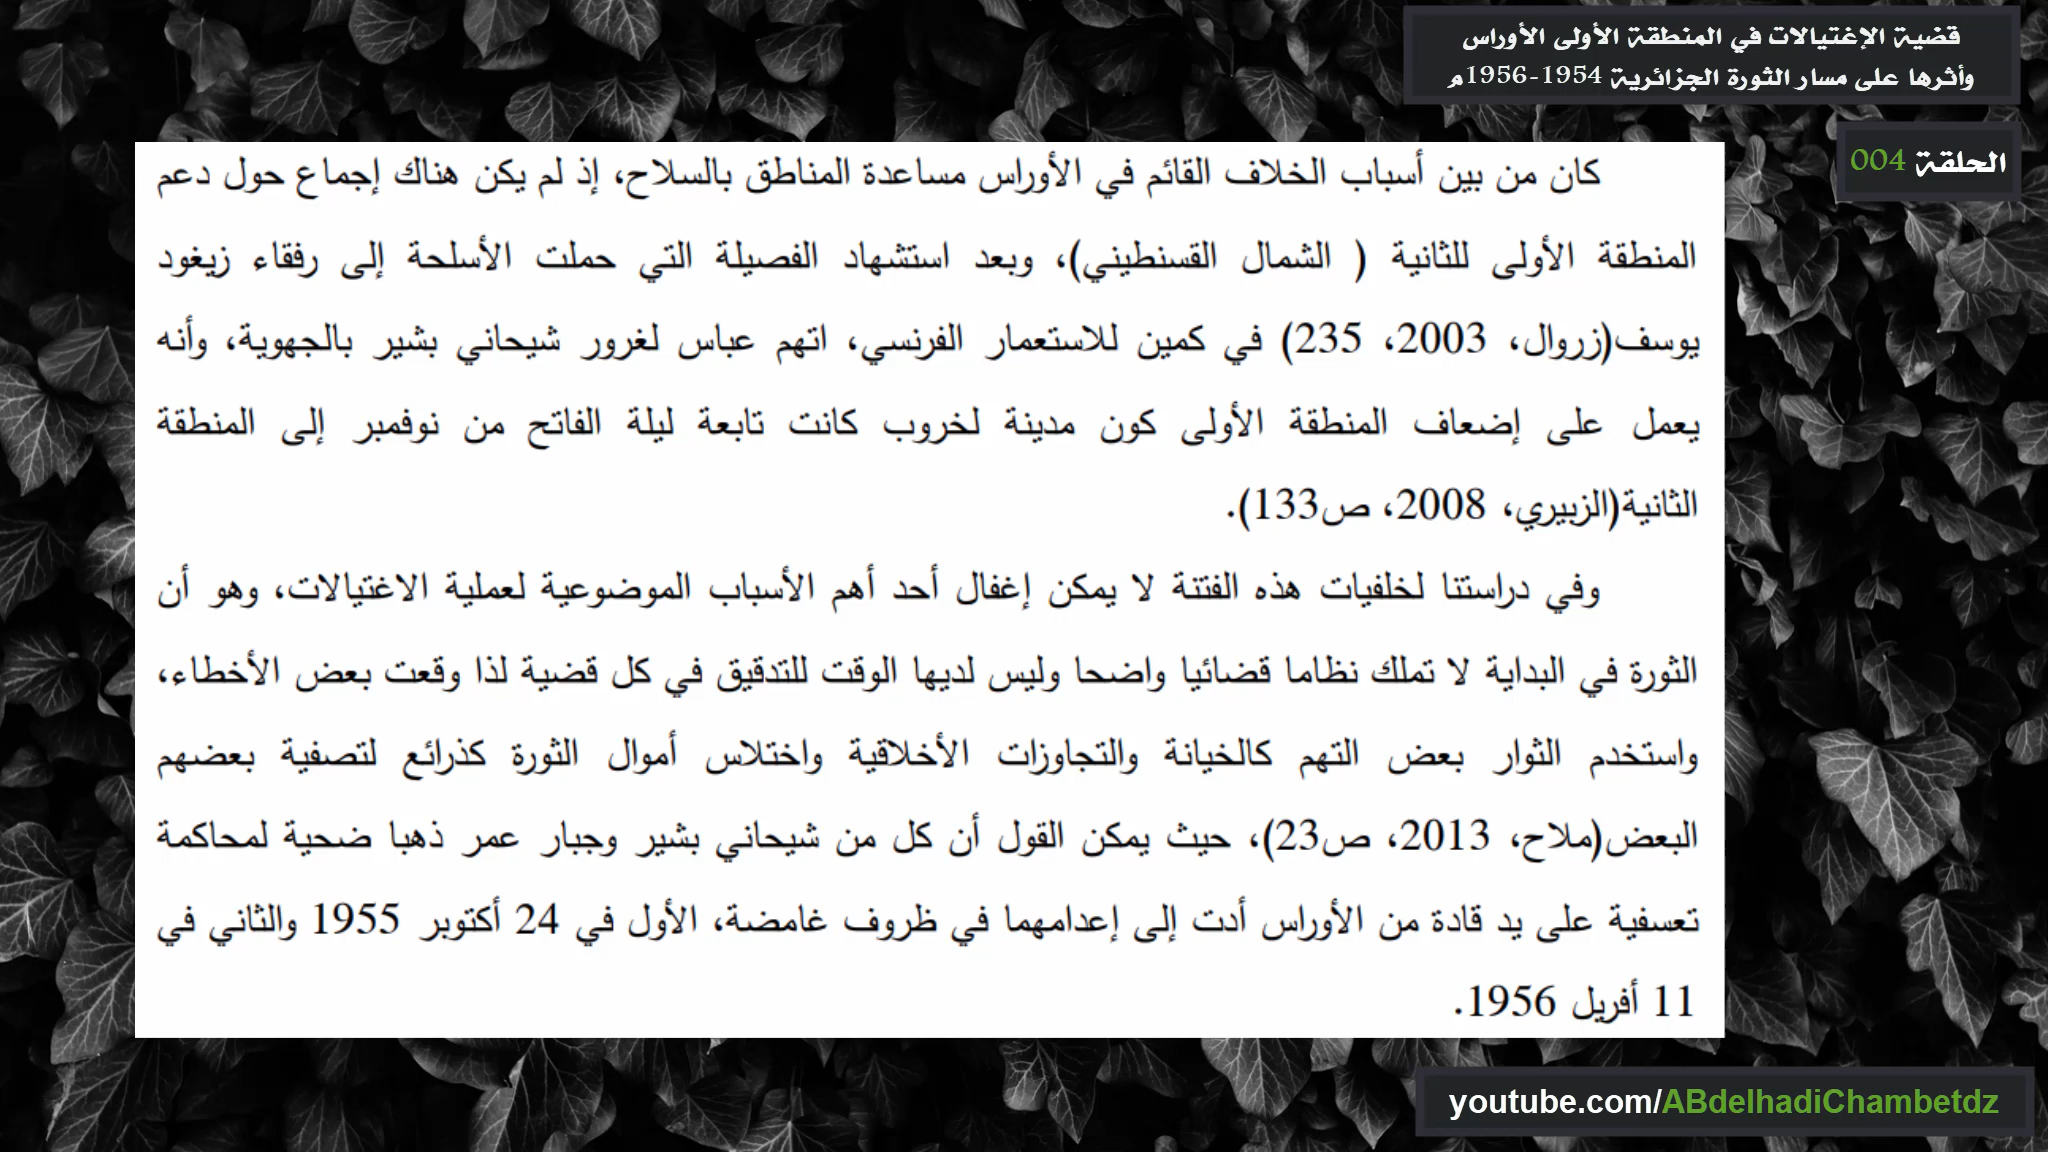 قضية الإغتيالات في المنطقة الأولى الأوراس
وأثرها على مسار الثورة الجزائرية 1954-1956م
الحلقة 004
كان من بين أسباب الخلاف القائم في الأوراس مساعدة المناطق بالسلاح، إذ لم يكن هناك إجماع حول دعم
المنطقة الأولى للثانية ( الشمال القسنطيني)، وبعد استشهاد الفصيلة التي حملت الأسلحة إلى رفقاء زيغود
يوسف(زروال، 2003، 235) في كمين للاستعمار الفرنسي، اتهم عباس لغرور شيحاني بشير بالجهوية، وأنه
يعمل على إضعاف المنطقة الأولى كون مدينة لخروب كانت تابعة ليلة الفاتح من نوفمبر إلى المنطقة
الثانية(الزبيري، 2008، ص133).
وفي دراستنا لخلفيات هذه الفتنة لا يمكن إغفال أحد أهم الأسباب الموضوعية لعملية الاغتيالات، وهو أن
الثورة في البداية لا تملك نظاما قضائيا واضحا وليس لديها الوقت للتدقيق في كل قضية لذا وقعت بعض الأخطاء،
واستخدم الثوار بعض التهم كالخيانة والتجاوزات الأخلاقية واختلاس أموال الثورة كذرائع لتصفية بعضهم
البعض(ملاح، 2013، ص23)، حيث يمكن القول أن كل من شيحاني بشير وجبار عمر ذهبا ضحية لمحاكمة
تعسفية على يد قادة من الأوراس أدت إلى إعدامهما في ظروف غامضة، الأول في 24 أكتوبر 1955 والثاني في
11 أفريل 1956.
youtube.com/ABdelhadiChambetdz